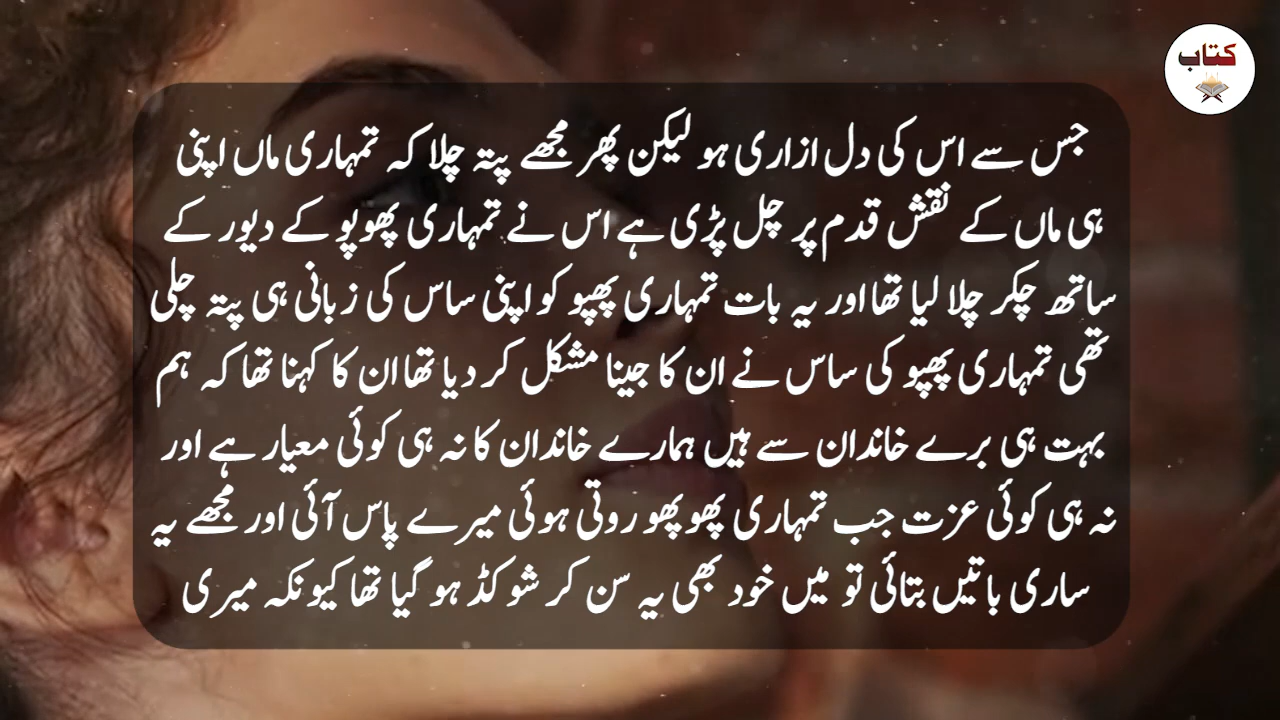 کتاب
جس سے اس کی دل ازاری ہو لیکن پھر مجھے پتہ چلا کہ تمہاری ماں اپنی
ہی ماں کے نقش قدم پر چل پڑی ہے اس نے تمہاری پھوپو کے دیور کے
ساتھ چکر چلا لیا تھا اور یہ بات تمہاری پھپو کو اپنی ساس کی زبانی ہی پتہ چلی
تھی تمہاری پھپو کی ساس نے ان کا جینا مشکل کر دیا تھا ان کا کہنا تھا کہ ہم
بہت ہی برے خاندان سے ہیں ہمارے خاندان کا نہ ہی کوئی معیار ہے اور
نہ ہی کوئی عزت جب تمہاری پھوپھو روتی ہوئی میرے پاس آئی اور مجھے یہ
ساری باتیں بتائی تو میں خود بھی یہ سن کر شوکڈ ہو گیا تھا کیونکہ میری